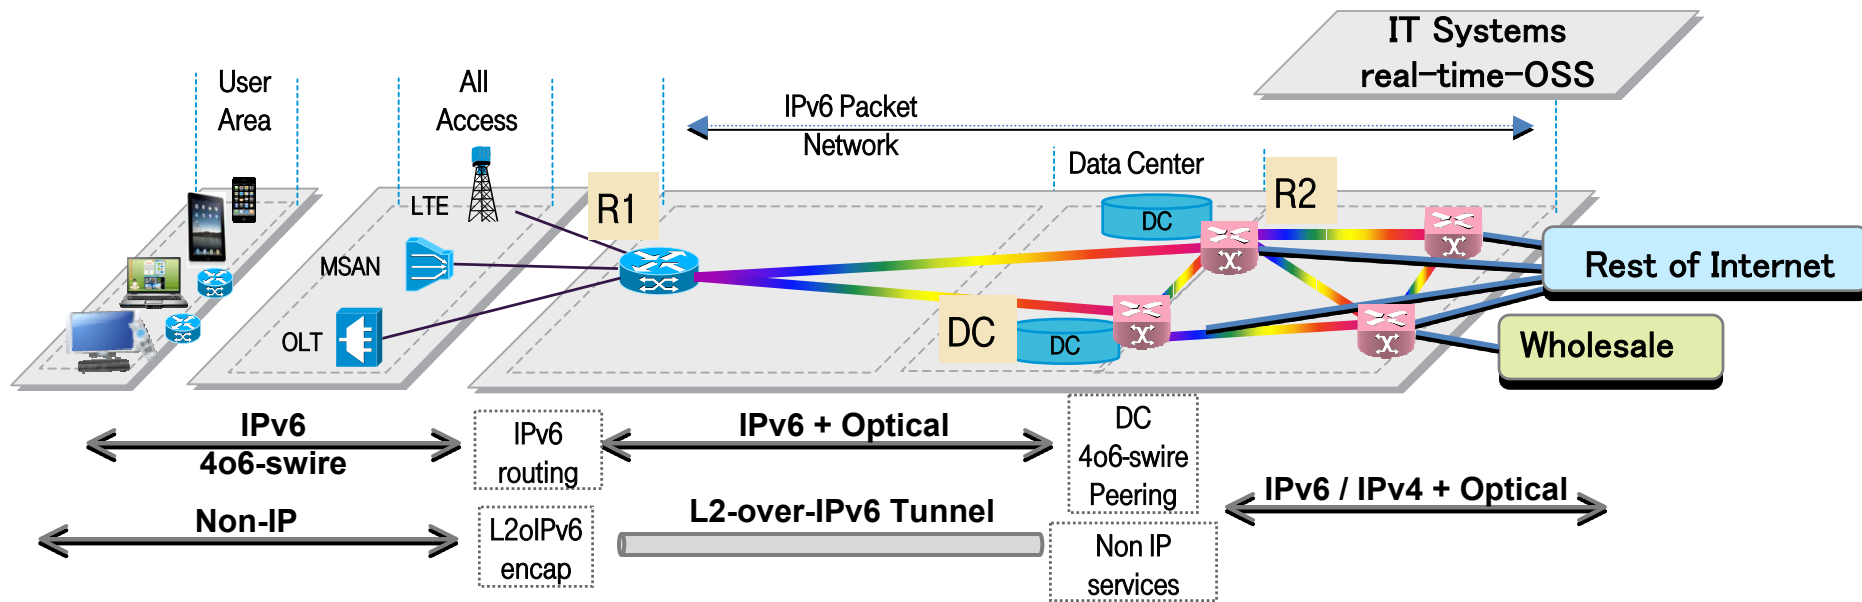 IT Systems
real-time-OSS
User
Area
All
Access
IPv6 Packet
Network
Data Center
LTE
R1
R2
DC
MSAN
Rest of Internet
OLT
DC
DC
Wholesale
IPv6
4o6-swire
IPv6
routing
IPv6 + Optical
DC
4o6-swire
Peering
IPv6 / IPv4 + Optical
Non-IP
L2oIPv6
encap
L2-over-IPv6 Tunnel
Non IP
services